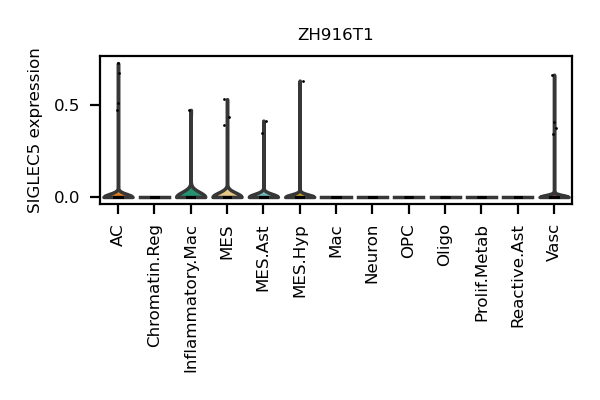 ZH916T1
SIGLEC5 expression
0.5
0.0
AC
Chromatin.Reg
Inflammatory.Mac
MES
MES.Ast
MES.Hyp
Mac
Neuron
OPC
Oligo
Prolif.Metab
Reactive.Ast
Vasc